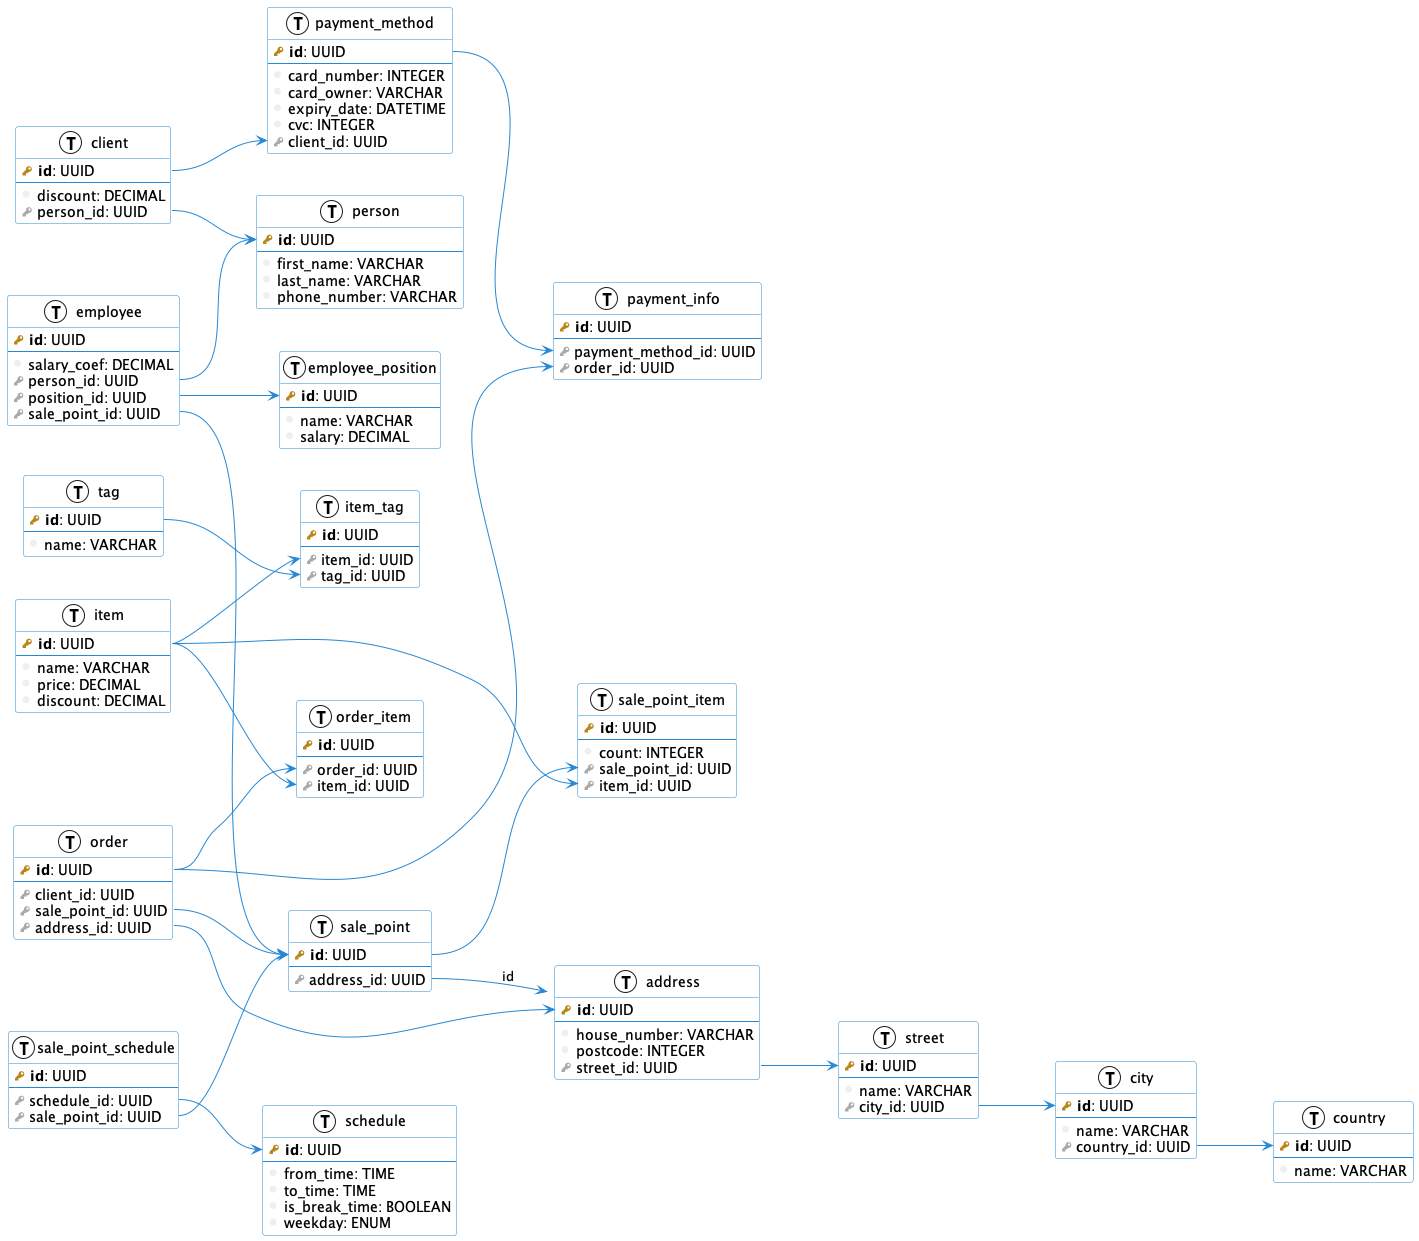 T payment_method
id: UUID
card_number: INTEGER
card_owner: VARCHAR
expiry_date: DATETIME
cvc: INTEGER
client_id: UUID
T client
id: UUID
discount: DECIMAL
person_id: UUID
T person
id: UUID
first_name: VARCHAR
last_name: VARCHAR
phone_number: VARCHAR
T employee
id: UUID
salary_coef: DECIMAL
person_id: UUID
position_id: UUID
sale_point_id: UUID
T payment_info
id: UUID
payment_method_id: UUID
order_id: UUID
T employee_position
id: UUID
name: VARCHAR
salary: DECIMAL
T tag
id: UUID
name: VARCHAR
T item_tag
id: UUID
item_id: UUID
tag_id: UUID
T item
id: UUID
name: VARCHAR
price: DECIMAL
discount: DECIMAL
T order_item
id: UUID
order_id: UUID
item_id: UUID
T sale_point_item
id: UUID
count: INTEGER
sale_point_id: UUID
item_id: UUID
T order
id: UUID
client_id: UUID
sale_point_id: UUID
address_id: UUID
T sale_point
id: UUID
address_id: UUID
id
T address
id: UUID
house_number: VARCHAR
postcode: INTEGER
street_id: UUID
T sale_point_schedule
id: UUID
schedule_id: UUID
sale_point_id: UUID
T schedule
id: UUID
from_time: TIME
to_time: TIME
is_break_time: BOOLEAN
weekday: ENUM
T street
id: UUID
name: VARCHAR
city_id: UUID
T city
id: UUID
name: VARCHAR
country_id: UUID
T country
id: UUID
name: VARCHAR